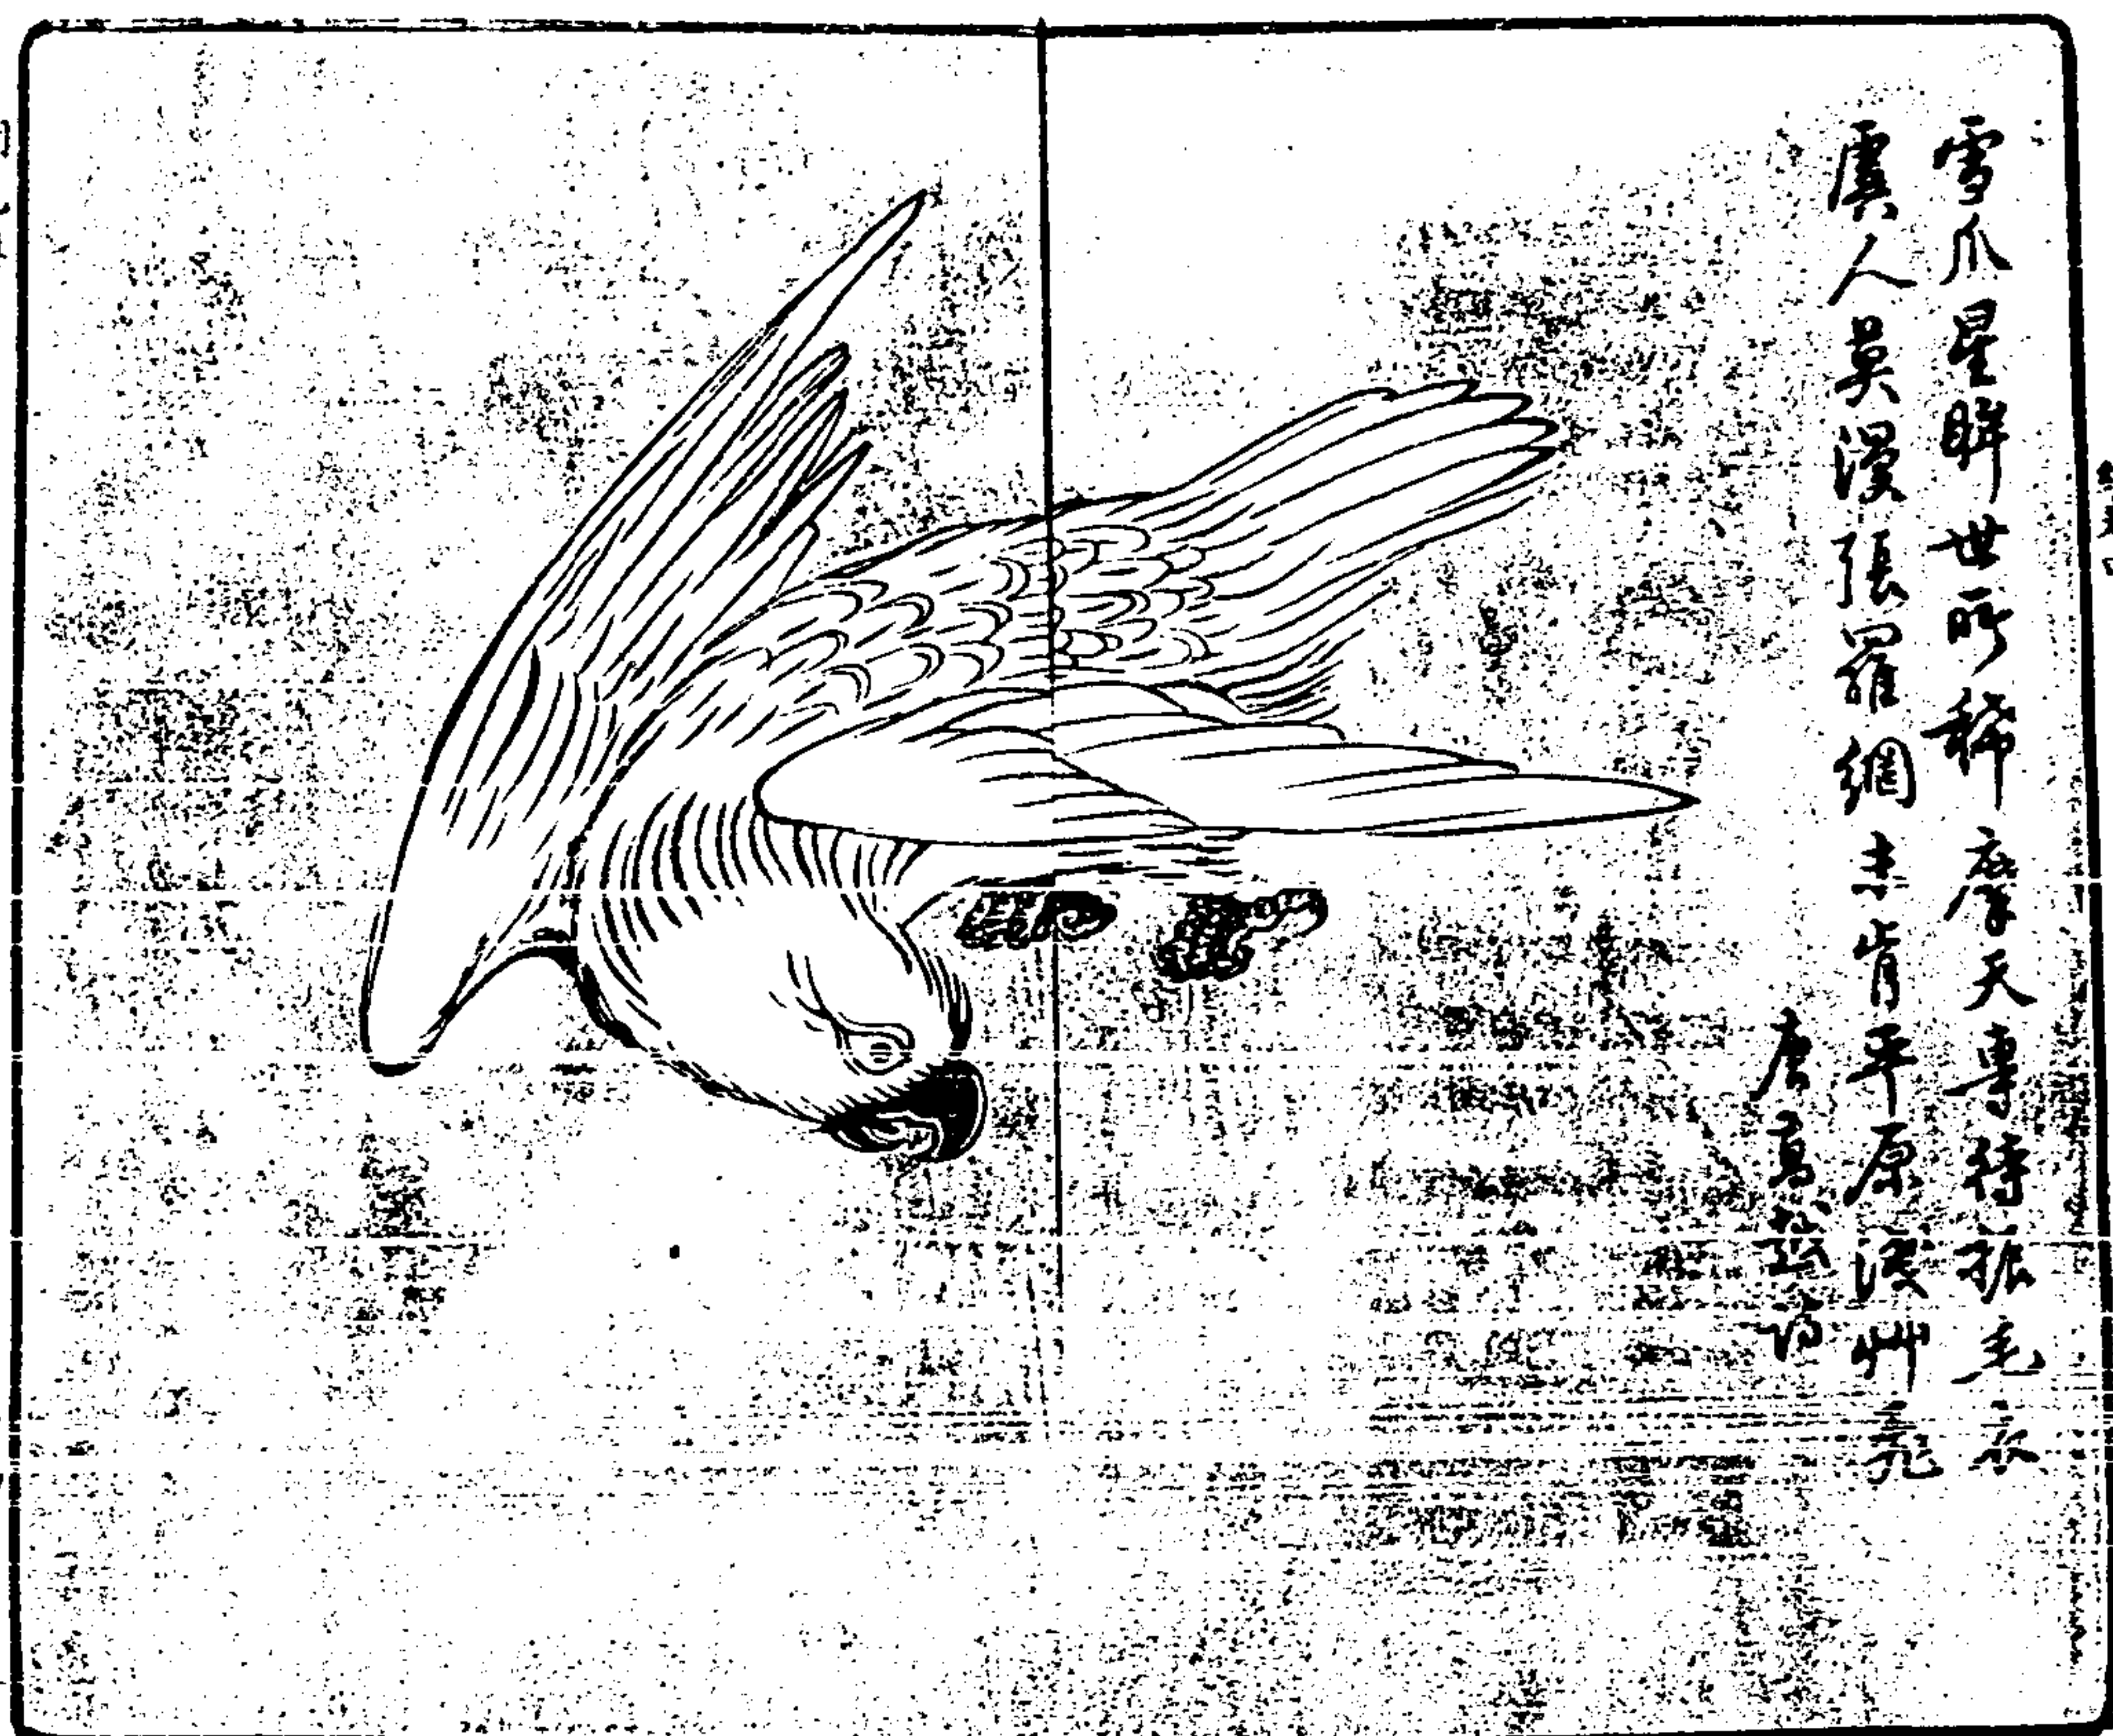 雪爪星眸世所稀摩天專待振毛衣
虞人莫漫張羅網未肯平原淺艸飛
唐高越詩